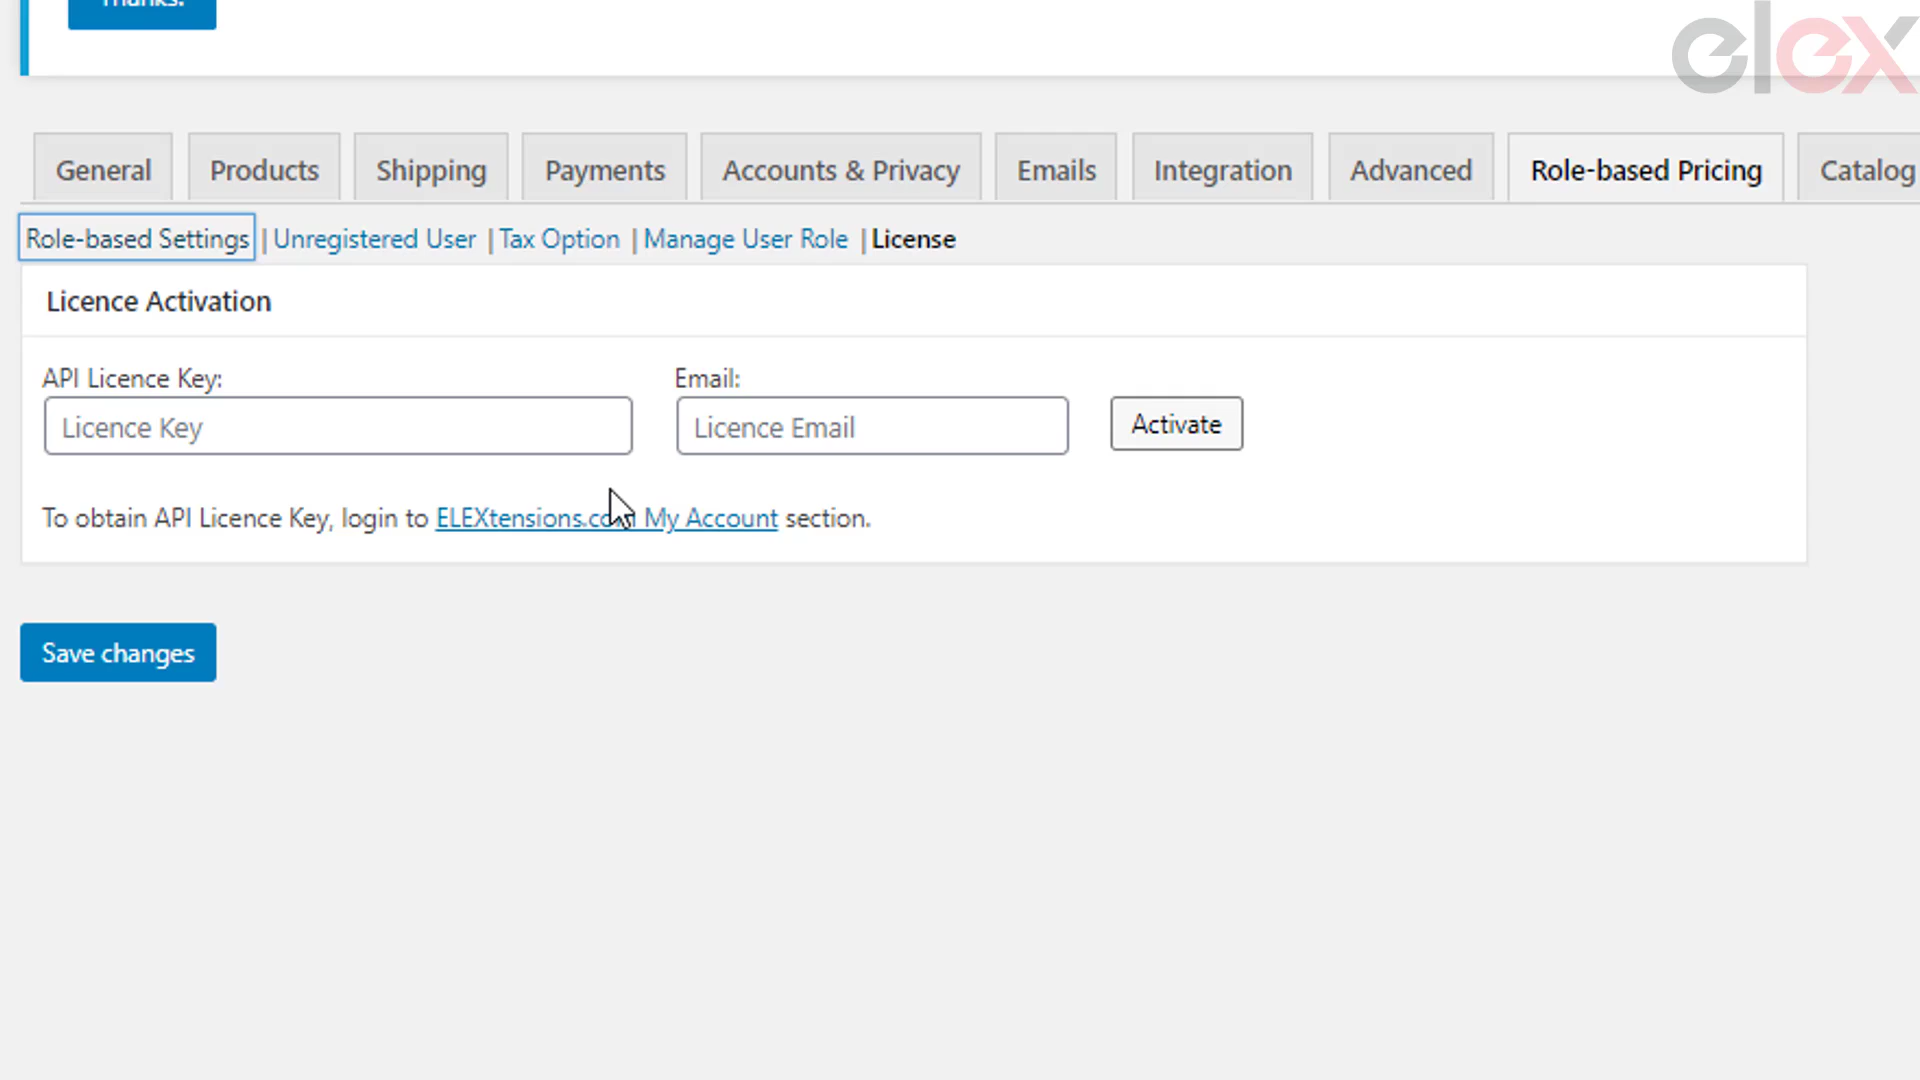 Thanks!
elex
General Products Shipping Payments Accounts & Privacy Emails Integration Advanced Role-based Pricing Catalog
Role-based Settings | Unregistered User | Tax Option | Manage User Role | License
Licence Activation
API Licence Key: Email:
Licence Key Licence Email Activate
To obtain API Licence Key, login to ELEXtensions.com My Account section.
Save changes